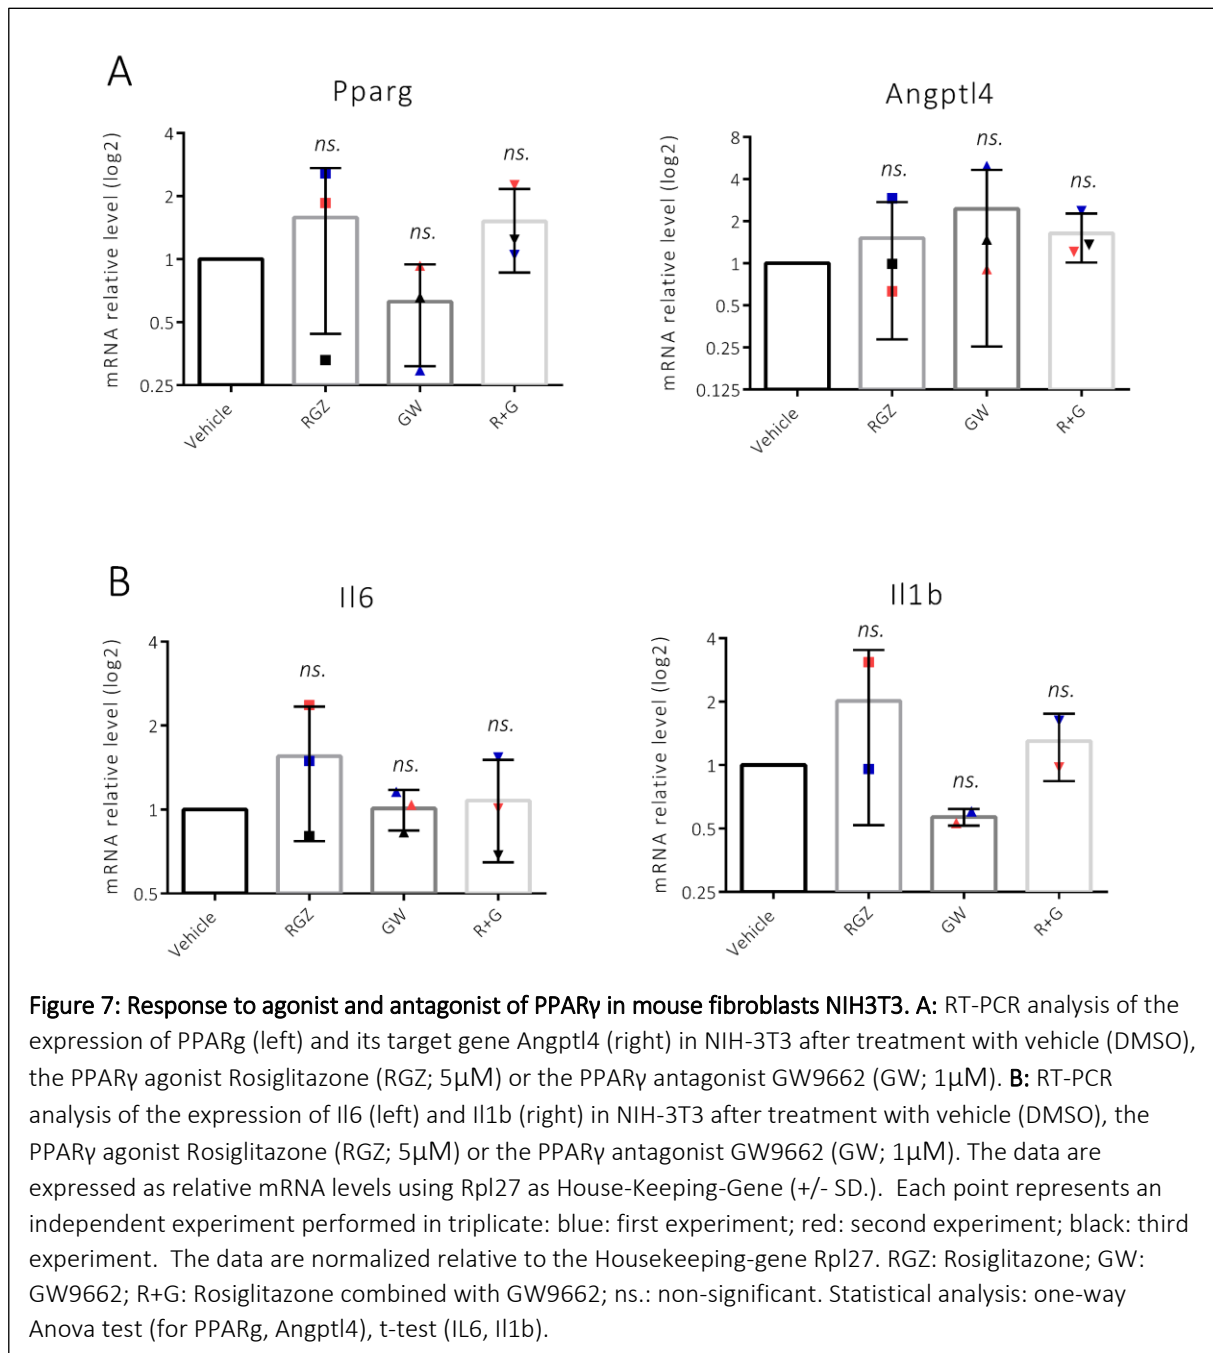 A
Pparg
mRNA relative level (log2)
4
2
1
0.5
0.25
ns.
ns.
ns.
Vehicle
RGZ
GW
R+G
Angptl4
mRNA relative level (log2)
8
4
2
1
0.5
0.25
0.125
ns.
ns.
ns.
Vehicle
RGZ
GW
R+G
B
Il6
mRNA relative level (log2)
4
2
1
0.5
ns.
ns.
ns.
Vehicle
RGZ
GW
R+G
Il1b
mRNA relative level (log2)
4
2
1
0.5
0.25
ns.
ns.
ns.
Vehicle
RGZ
GW
R+G
Figure 7: Response to agonist and antagonist of PPARγ in mouse fibroblasts NIH3T3. A: RT-PCR analysis of the
expression of PPARg (left) and its target gene Angptl4 (right) in NIH-3T3 after treatment with vehicle (DMSO),
the PPARγ agonist Rosiglitazone (RGZ; 5μM) or the PPARγ antagonist GW9662 (GW; 1μM). B: RT-PCR
analysis of the expression of Il6 (left) and Il1b (right) in NIH-3T3 after treatment with vehicle (DMSO), the
PPARγ agonist Rosiglitazone (RGZ; 5μM) or the PPARγ antagonist GW9662 (GW; 1μM). The data are
expressed as relative mRNA levels using Rpl27 as House-Keeping-Gene (+/- SD.). Each point represents an
independent experiment performed in triplicate: blue: first experiment; red: second experiment; black: third
experiment. The data are normalized relative to the Housekeeping-gene Rpl27. RGZ: Rosiglitazone; GW:
GW9662; R+G: Rosiglitazone combined with GW9662; ns.: non-significant. Statistical analysis: one-way
Anova test (for PPARg, Angptl4), t-test (IL6, Il1b).